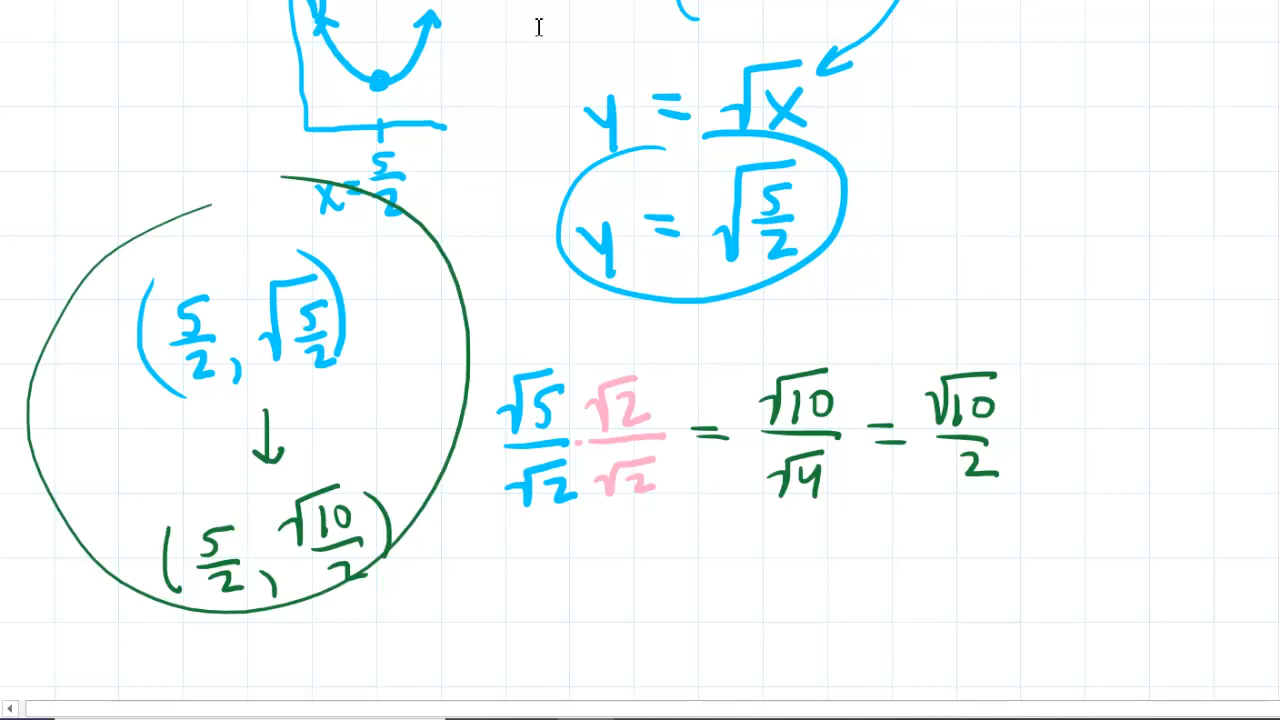 y = √x
x = 5/2
y = √(5/2)
(5/2, √(5/2))
↓
(5/2, √10/2)
√5/√2 · √2/√2 = √10/√4 = √10/2